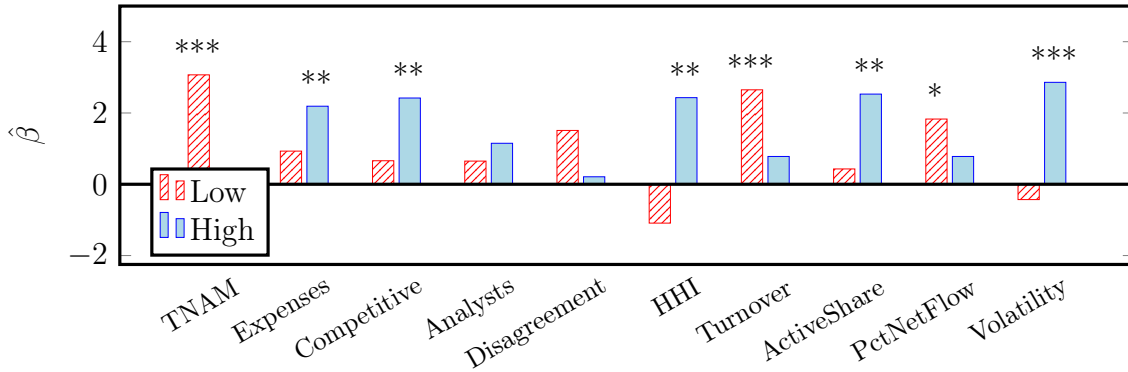 *** ** ** ** *** ** * ***
4
2
0
−2
β̂
Low
High
TNAM Expenses Competitive Analysts Disagreement HHI Turnover ActiveShare PctNetFlow Volatility